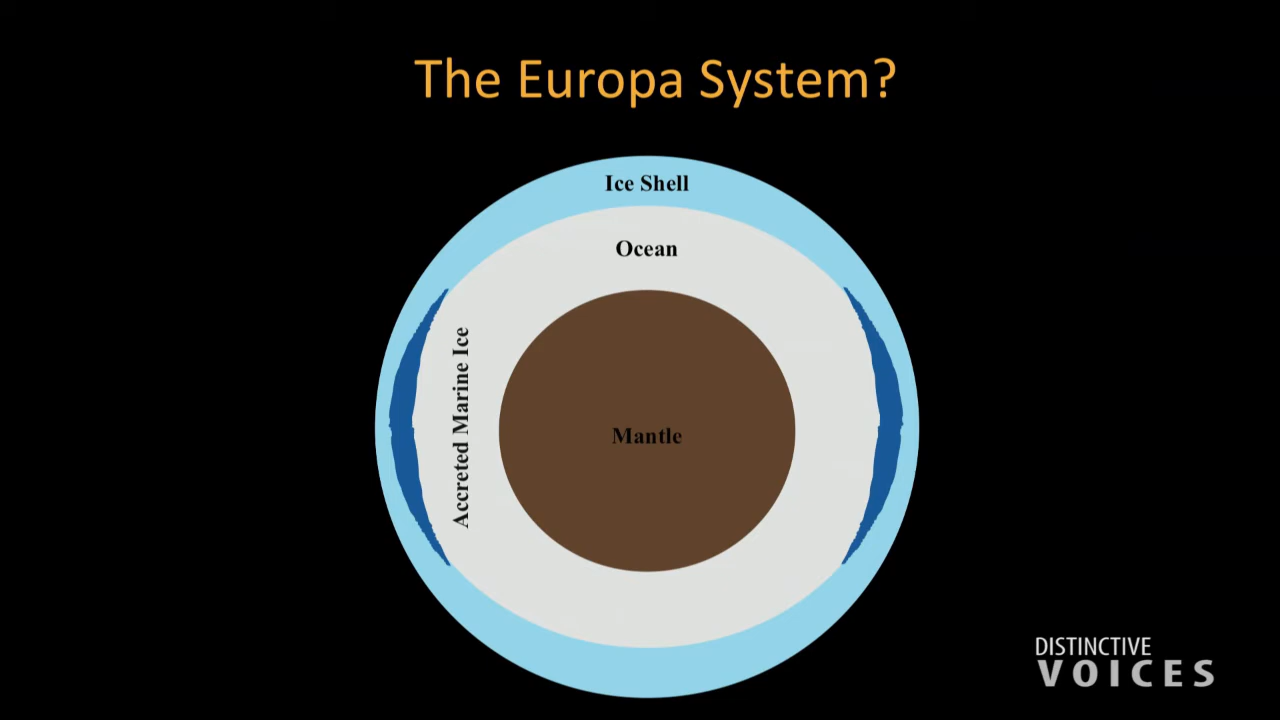 The Europa System?
Ice Shell
Ocean
Accreted Marine Ice
Mantle
DISTINCTIVE
VOICES